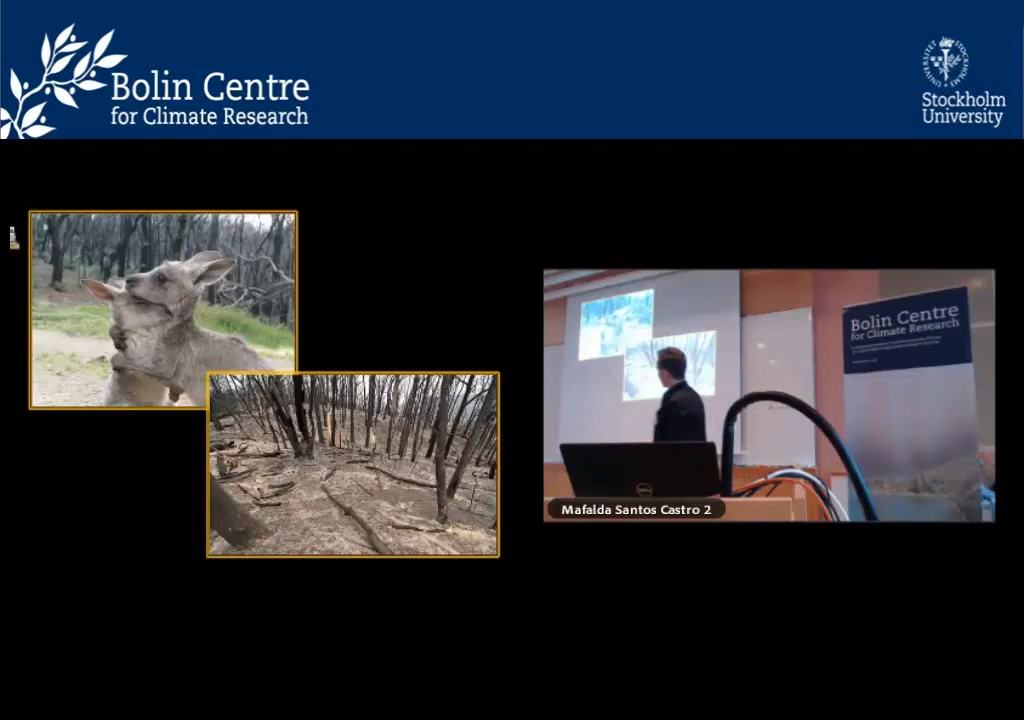 Bolin Centre
for Climate Research
Stockholm
University
Bolin Centre
for Climate Research
Mafalda Santos Castro 2